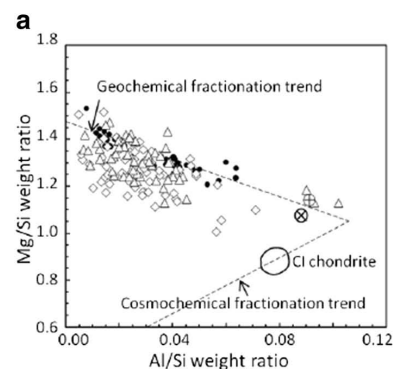 a
1.8
Geochemical fractionation trend
1.6
1.4
1.2
1.0
0.8
0.6
Mg/Si weight ratio
CI chondrite
Cosmochemical fractionation trend
0.00 0.04 0.08 0.12
Al/Si weight ratio